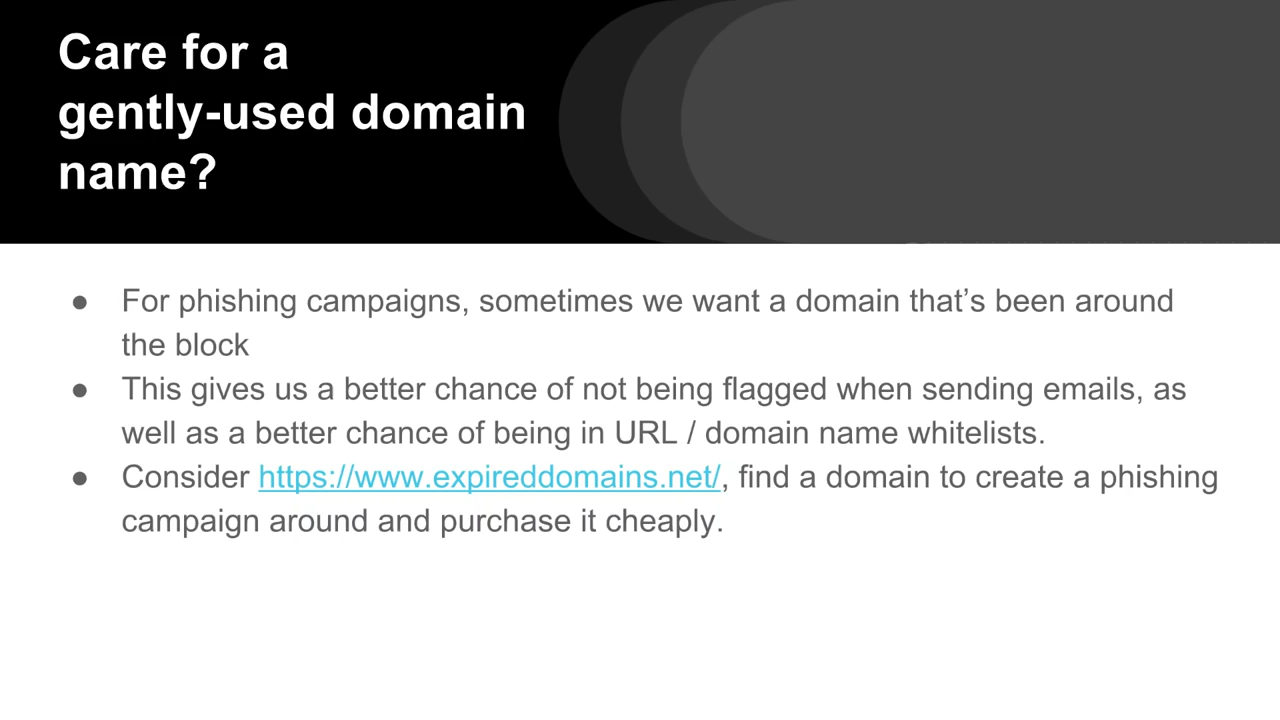 Care for a
gently-used domain
name?
● For phishing campaigns, sometimes we want a domain that’s been around
the block
● This gives us a better chance of not being flagged when sending emails, as
well as a better chance of being in URL / domain name whitelists.
● Consider https://www.expireddomains.net/, find a domain to create a phishing
campaign around and purchase it cheaply.